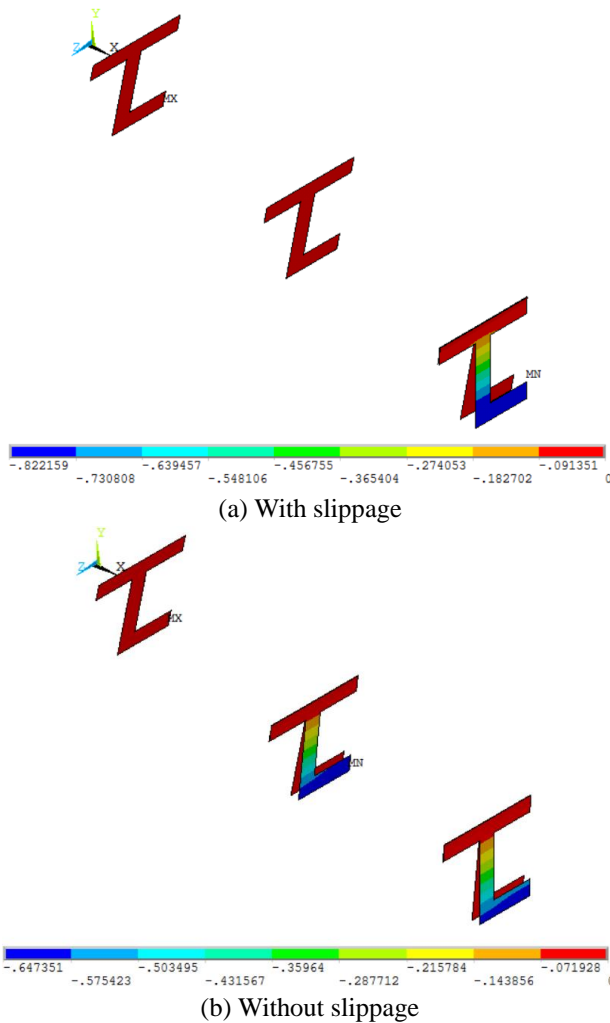 Y
Z X
MX
MN
-.822159 -.730808 -.639457 -.548106 -.456755 -.365404 -.274053 -.182702 -.091351 0
(a) With slippage
Y
Z X
MX
MN
-.647351 -.575423 -.503495 -.431567 -.35964 -.287712 -.215784 -.143856 -.071928
(b) Without slippage